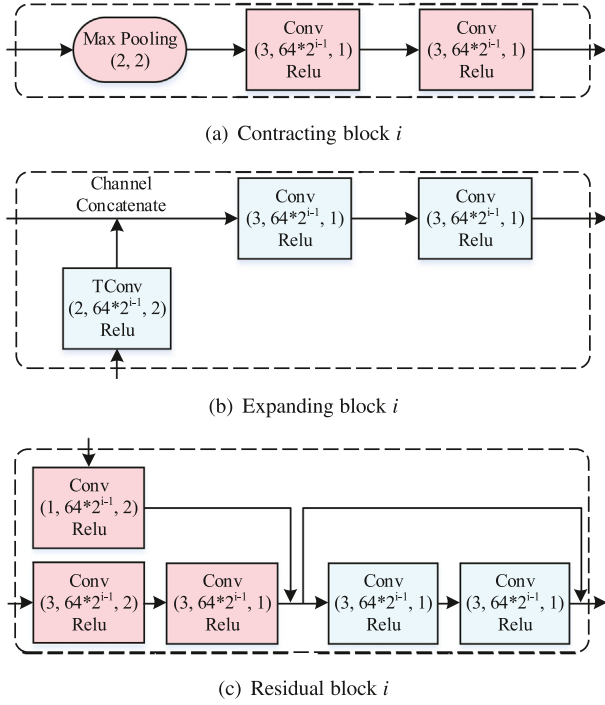 Max Pooling
(2, 2)
Conv
(3, 64*2^{i-1}, 1)
Relu
Conv
(3, 64*2^{i-1}, 1)
Relu
(a) Contracting block i
Channel
Concatenate
Conv
(3, 64*2^{i-1}, 1)
Relu
Conv
(3, 64*2^{i-1}, 1)
Relu
TConv
(2, 64*2^{i-1}, 2)
Relu
(b) Expanding block i
Conv
(1, 64*2^{i-1}, 2)
Relu
Conv
(3, 64*2^{i-1}, 2)
Relu
Conv
(3, 64*2^{i-1}, 1)
Relu
Conv
(3, 64*2^{i-1}, 1)
Relu
Conv
(3, 64*2^{i-1}, 1)
Relu
(c) Residual block i